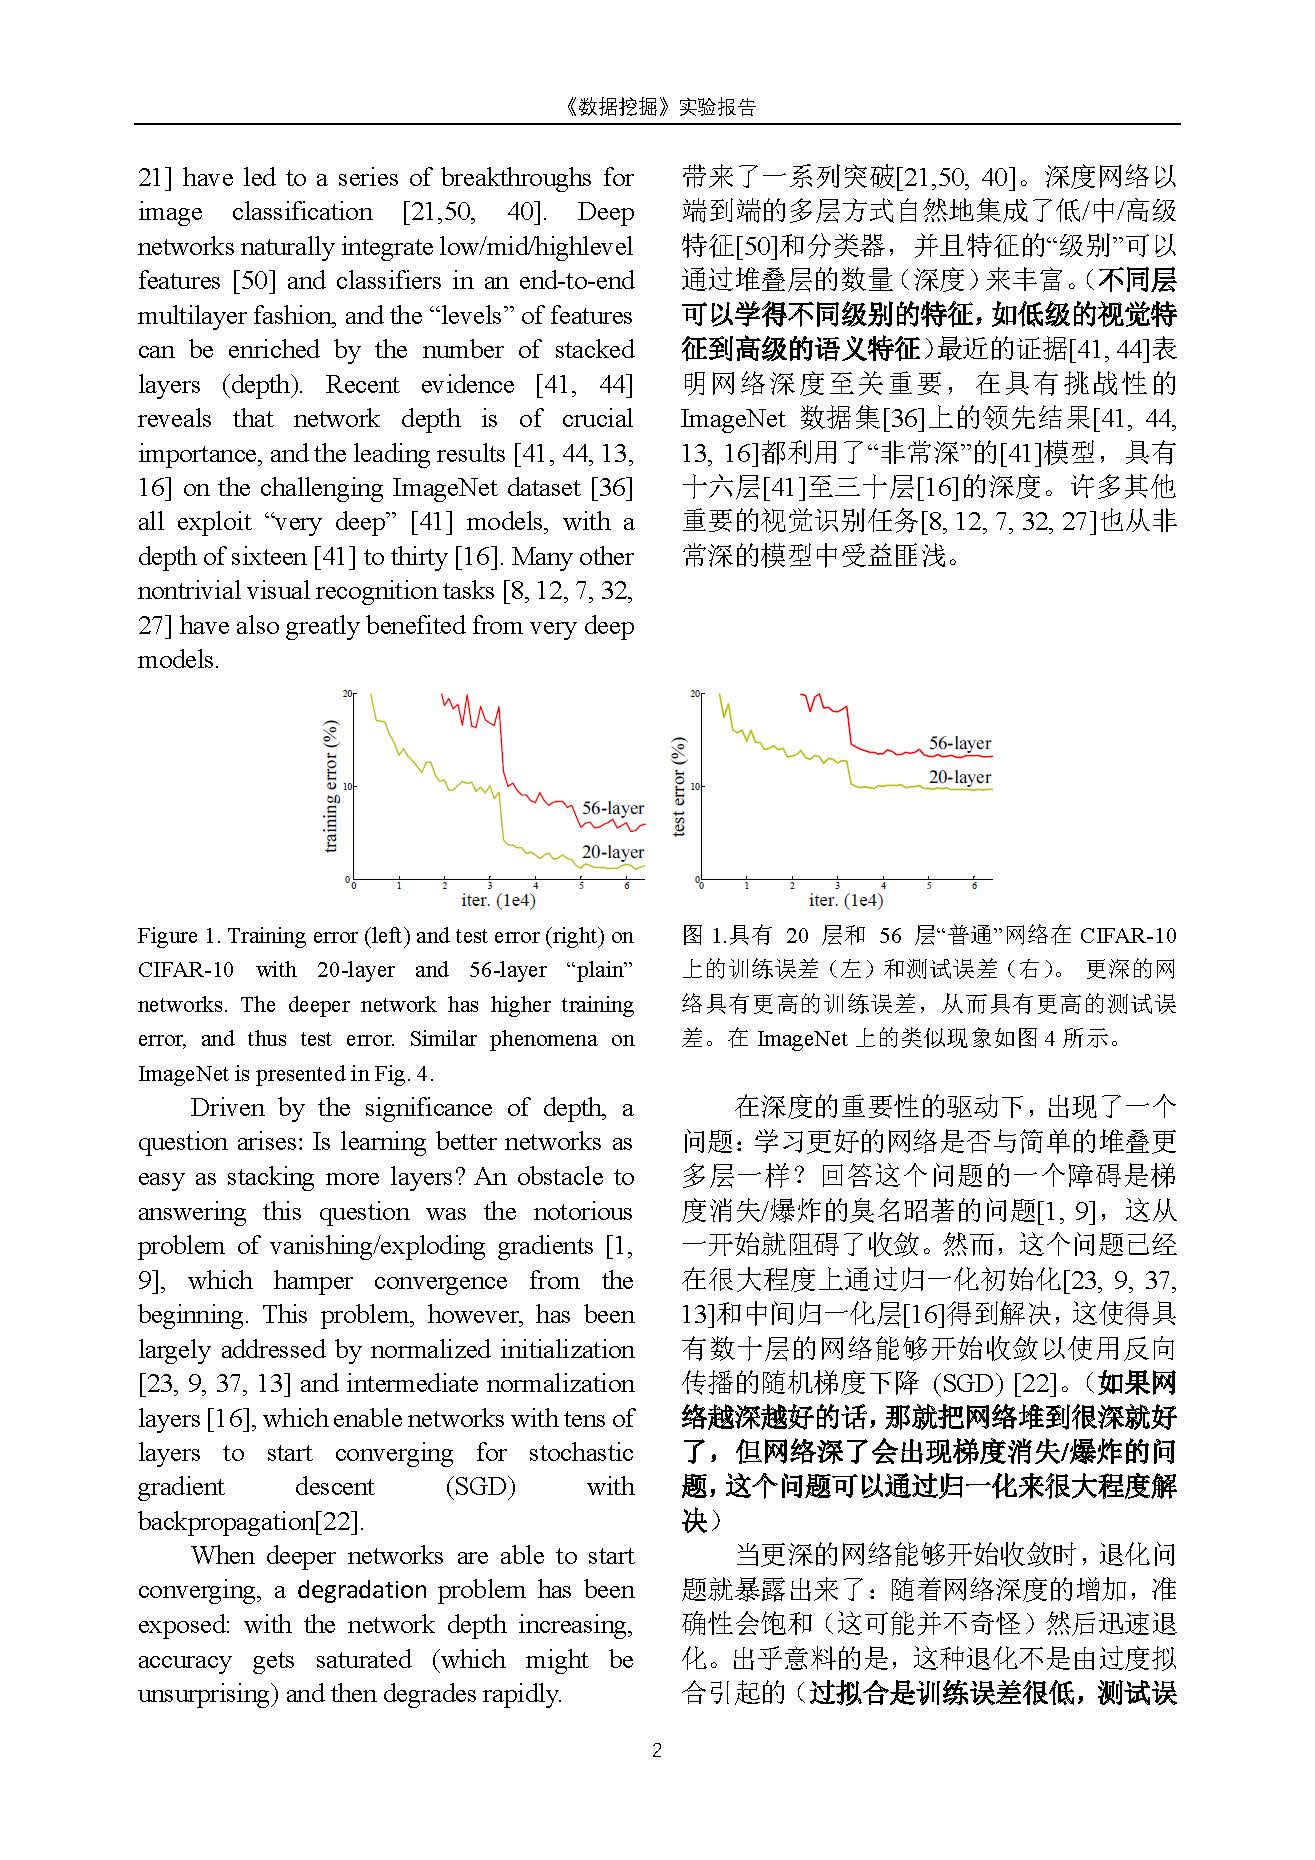 《数据挖掘》实验报告
21] have led to a series of breakthroughs for
image classification [21,50, 40]. Deep
networks naturally integrate low/mid/highlevel
features [50] and classifiers in an end-to-end
multilayer fashion, and the “levels” of features
can be enriched by the number of stacked
layers (depth). Recent evidence [41, 44]
reveals that network depth is of crucial
importance, and the leading results [41, 44, 13,
16] on the challenging ImageNet dataset [36]
all exploit “very deep” [41] models, with a
depth of sixteen [41] to thirty [16]. Many other
nontrivial visual recognition tasks [8, 12, 7, 32,
27] have also greatly benefited from very deep
models.
带来了一系列突破[21,50, 40]。深度网络以
端到端的多层方式自然地集成了低/中/高级
特征[50]和分类器，并且特征的“级别”可以
通过堆叠层的数量（深度）来丰富。（不同层
可以学得不同级别的特征，如低级的视觉特
征到高级的语义特征）最近的证据[41, 44]表
明网络深度至关重要，在具有挑战性的
ImageNet 数据集[36]上的领先结果[41, 44,
13, 16]都利用了“非常深”的[41]模型，具有
十六层[41]至三十层[16]的深度。许多其他
重要的视觉识别任务[8, 12, 7, 32, 27]也从非
常深的模型中受益匪浅。
20
10
0
training error (%)
56-layer
20-layer
0 1 2 3 4 5 6
iter. (1e4)
20
10
0
test error (%)
56-layer
20-layer
0 1 2 3 4 5 6
iter. (1e4)
Figure 1. Training error (left) and test error (right) on
CIFAR-10 with 20-layer and 56-layer “plain”
networks. The deeper network has higher training
error, and thus test error. Similar phenomena on
ImageNet is presented in Fig. 4.
图 1.具有 20 层和 56 层“普通”网络在 CIFAR-10
上的训练误差（左）和测试误差（右）。 更深的网
络具有更高的训练误差，从而具有更高的测试误
差。在 ImageNet 上的类似现象如图 4 所示。
Driven by the significance of depth, a
question arises: Is learning better networks as
easy as stacking more layers? An obstacle to
answering this question was the notorious
problem of vanishing/exploding gradients [1,
9], which hamper convergence from the
beginning. This problem, however, has been
largely addressed by normalized initialization
[23, 9, 37, 13] and intermediate normalization
layers [16], which enable networks with tens of
layers to start converging for stochastic
gradient descent (SGD) with
backpropagation[22].
When deeper networks are able to start
converging, a degradation problem has been
exposed: with the network depth increasing,
accuracy gets saturated (which might be
unsurprising) and then degrades rapidly.
在深度的重要性的驱动下，出现了一个
问题：学习更好的网络是否与简单的堆叠更
多层一样？回答这个问题的一个障碍是梯
度消失/爆炸的臭名昭著的问题[1, 9]，这从
一开始就阻碍了收敛。然而，这个问题已经
在很大程度上通过归一化初始化[23, 9, 37,
13]和中间归一化层[16]得到解决，这使得具
有数十层的网络能够开始收敛以使用反向
传播的随机梯度下降 (SGD) [22]。（如果网
络越深越好的话，那就把网络堆到很深就好
了，但网络深了会出现梯度消失/爆炸的问
题，这个问题可以通过归一化来很大程度解
决）
当更深的网络能够开始收敛时，退化问
题就暴露出来了：随着网络深度的增加，准
确性会饱和（这可能并不奇怪）然后迅速退
化。出乎意料的是，这种退化不是由过度拟
合引起的（过拟合是训练误差很低，测试误
2